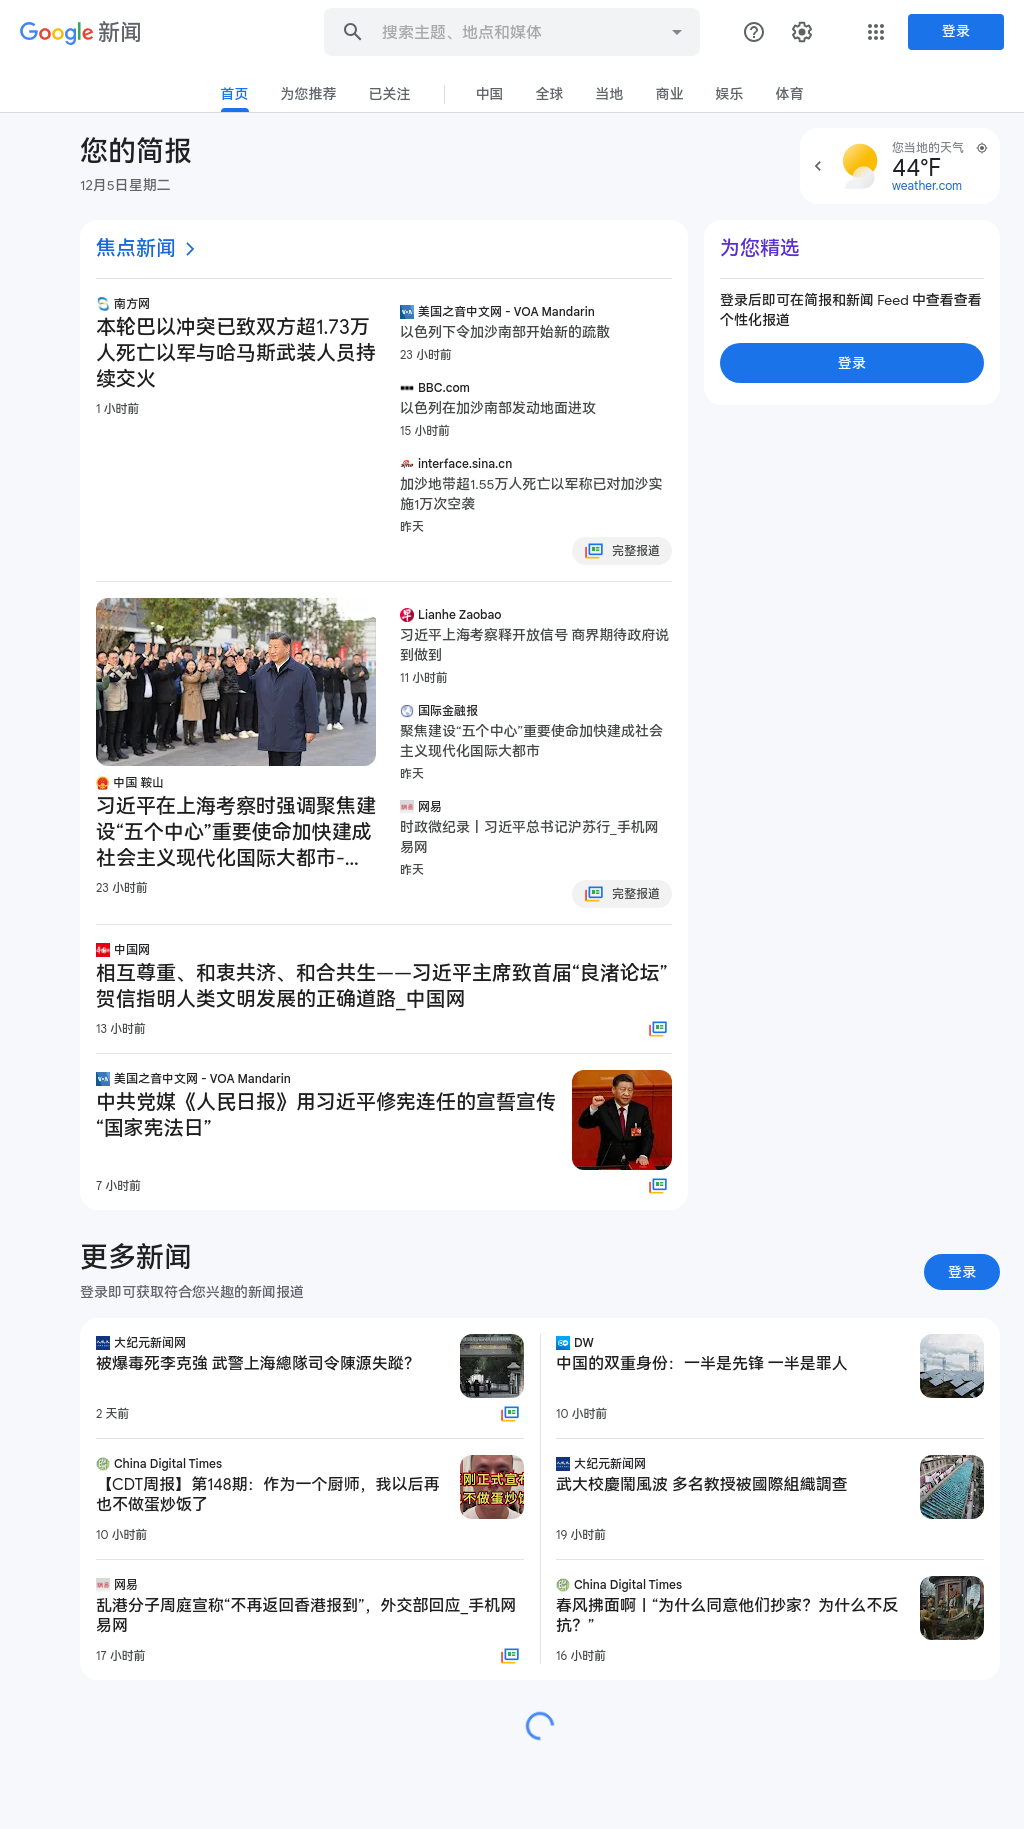 Google 新闻
搜索主题、地点和媒体
登录
首页
为您推荐
已关注
中国
全球
当地
商业
娱乐
体育
您的简报
12月5日星期二
您当地的天气
44°F
weather.com
焦点新闻
南方网
本轮巴以冲突已致双方超1.73万
人死亡以军与哈马斯武装人员持
续交火
1 小时前
美国之音中文网 - VOA Mandarin
以色列下令加沙南部开始新的疏散
23 小时前
BBC.com
以色列在加沙南部发动地面进攻
15 小时前
interface.sina.cn
加沙地带超1.55万人死亡以军称已对加沙实
施1万次空袭
昨天
完整报道
为您精选
登录后即可在简报和新闻 Feed 中查看查看
个性化报道
登录
中国 鞍山
习近平在上海考察时强调聚焦建
设“五个中心”重要使命加快建成
社会主义现代化国际大都市-...
23 小时前
Lianhe Zaobao
习近平上海考察释开放信号 商界期待政府说
到做到
11 小时前
国际金融报
聚焦建设“五个中心”重要使命加快建成社会
主义现代化国际大都市
昨天
网易
时政微纪录丨习近平总书记沪苏行_手机网
易网
昨天
完整报道
中国网
相互尊重、和衷共济、和合共生——习近平主席致首届“良渚论坛”
贺信指明人类文明发展的正确道路_中国网
13 小时前
美国之音中文网 - VOA Mandarin
中共党媒《人民日报》用习近平修宪连任的宣誓宣传
“国家宪法日”
7 小时前
更多新闻
登录即可获取符合您兴趣的新闻报道
登录
大纪元新闻网
被爆毒死李克強 武警上海總隊司令陳源失蹤？
2 天前
DW
中国的双重身份：一半是先锋 一半是罪人
10 小时前
China Digital Times
【CDT周报】第148期：作为一个厨师，我以后再
也不做蛋炒饭了
10 小时前
刚正式宣布
不做蛋炒饭
大纪元新闻网
武大校慶鬧風波 多名教授被國際組織調查
19 小时前
网易
乱港分子周庭宣称“不再返回香港报到”，外交部回应_手机网
易网
17 小时前
China Digital Times
春风拂面啊丨“为什么同意他们抄家？为什么不反
抗？”
16 小时前